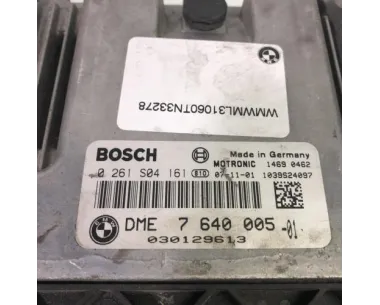 WMWML31060TN33278
BOSCH Made in Germany
MOTRONIC 1469 0462
0 261 S04 161 07-11-01 1039S24097
DME 7 640 005 -01
030129613